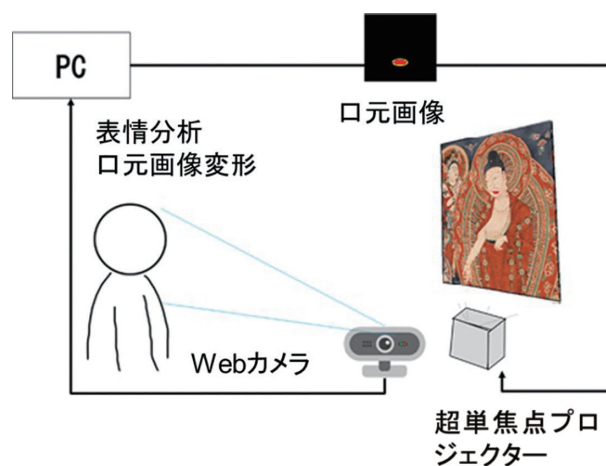 PC
口元画像
表情分析
口元画像変形
Webカメラ
超単焦点プロ
ジェクター